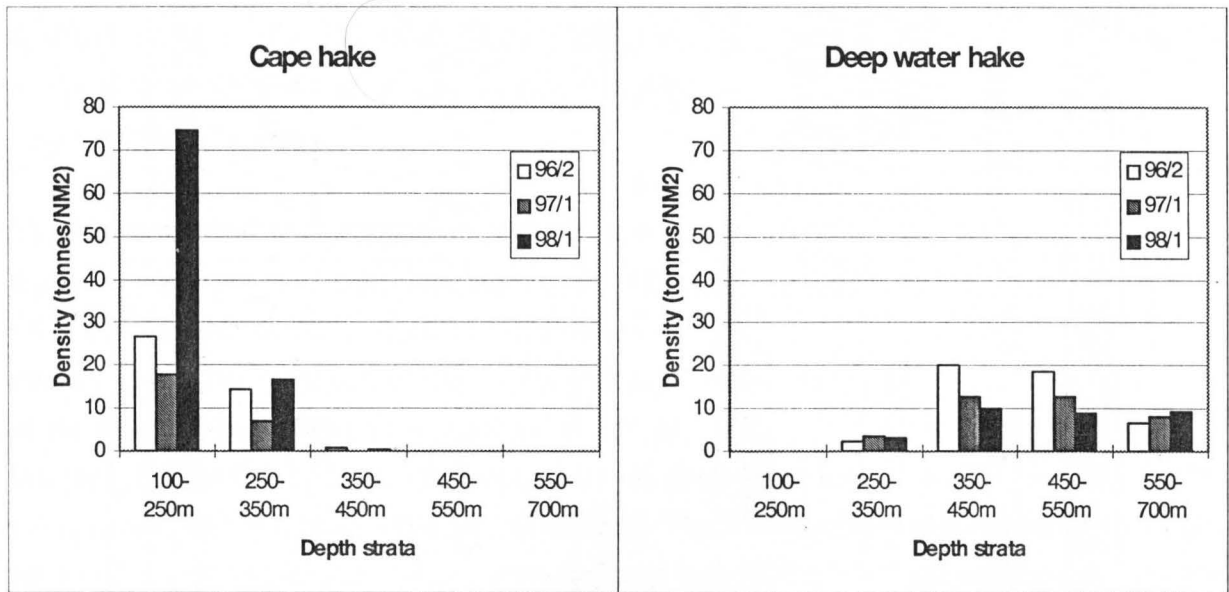 Cape hake
80
70
60
50
40
30
20
10
0
Density (tonnes/NM2)
96/2
97/1
98/1
100-
250m
250-
350m
350-
450m
450-
550m
550-
700m
Depth strata
Deep water hake
80
70
60
50
40
30
20
10
0
Density (tonnes/NM2)
96/2
97/1
98/1
100-
250m
250-
350m
350-
450m
450-
550m
550-
700m
Depth strata